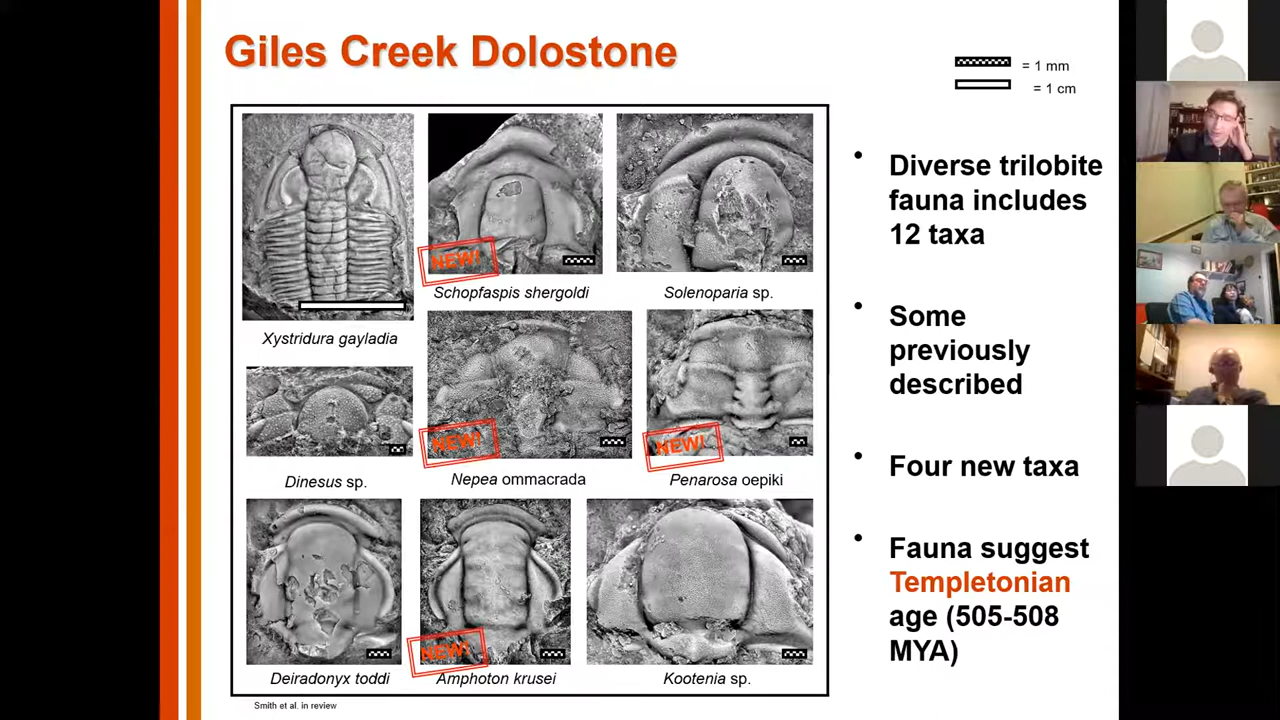 Giles Creek Dolostone
= 1 mm
= 1 cm
NEW!
Schopfaspis shergoldi
Solenoparia sp.
Xystridura gayladia
NEW!
NEW!
Dinesus sp.
Nepea ommacrada
Penarosa oepiki
NEW!
Deiradonyx toddi
Amphoton krusei
Kootenia sp.
Smith et al. in review
• Diverse trilobite
fauna includes
12 taxa
• Some
previously
described
• Four new taxa
• Fauna suggest
Templetonian
age (505-508
MYA)